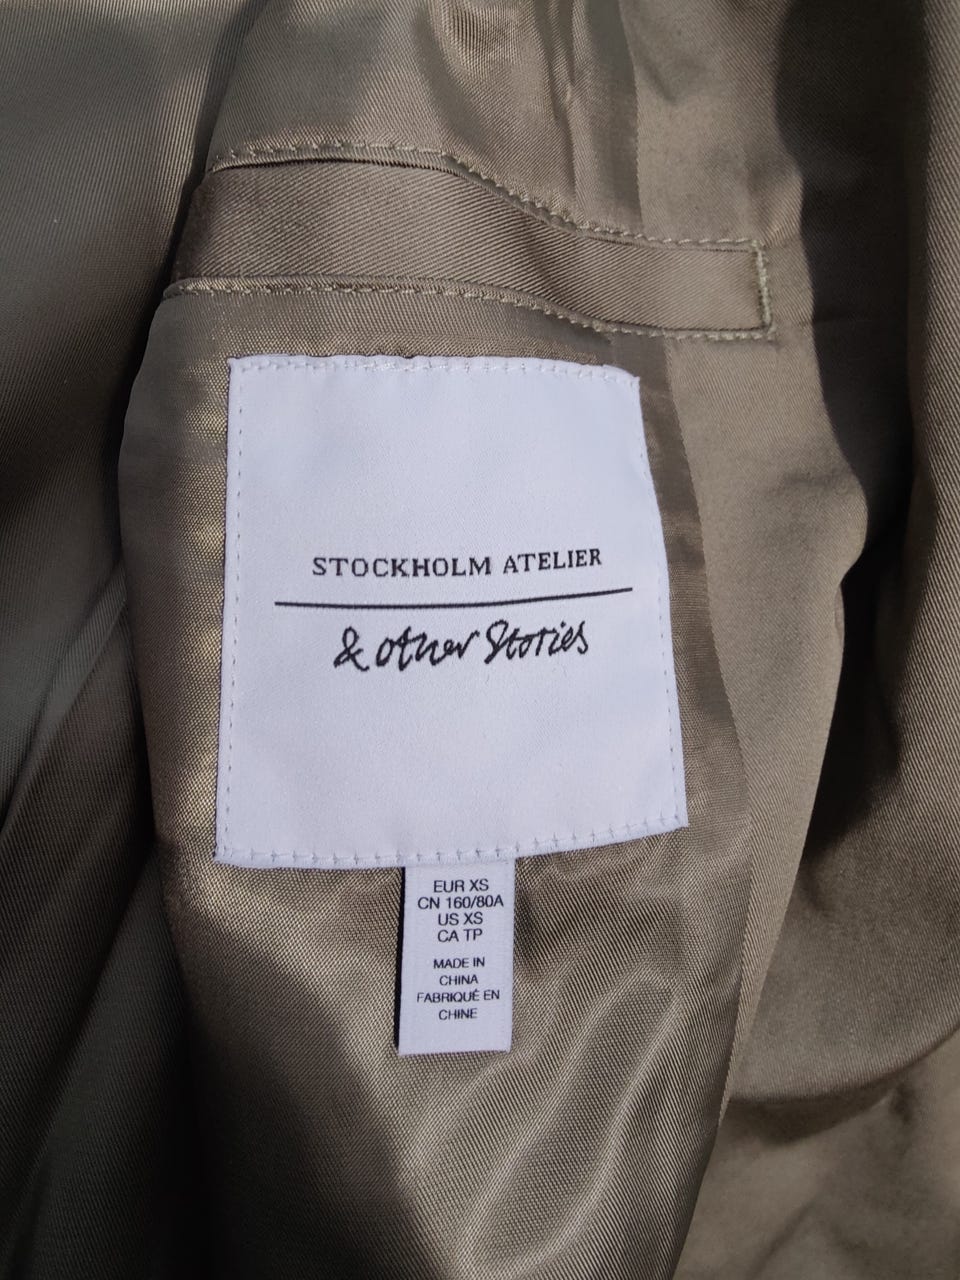 STOCKHOLM ATELIER
& other Stories
EUR XS
CN 160/80A
US XS
CA TP
MADE IN
CHINA
FABRIQUÉ EN
CHINE